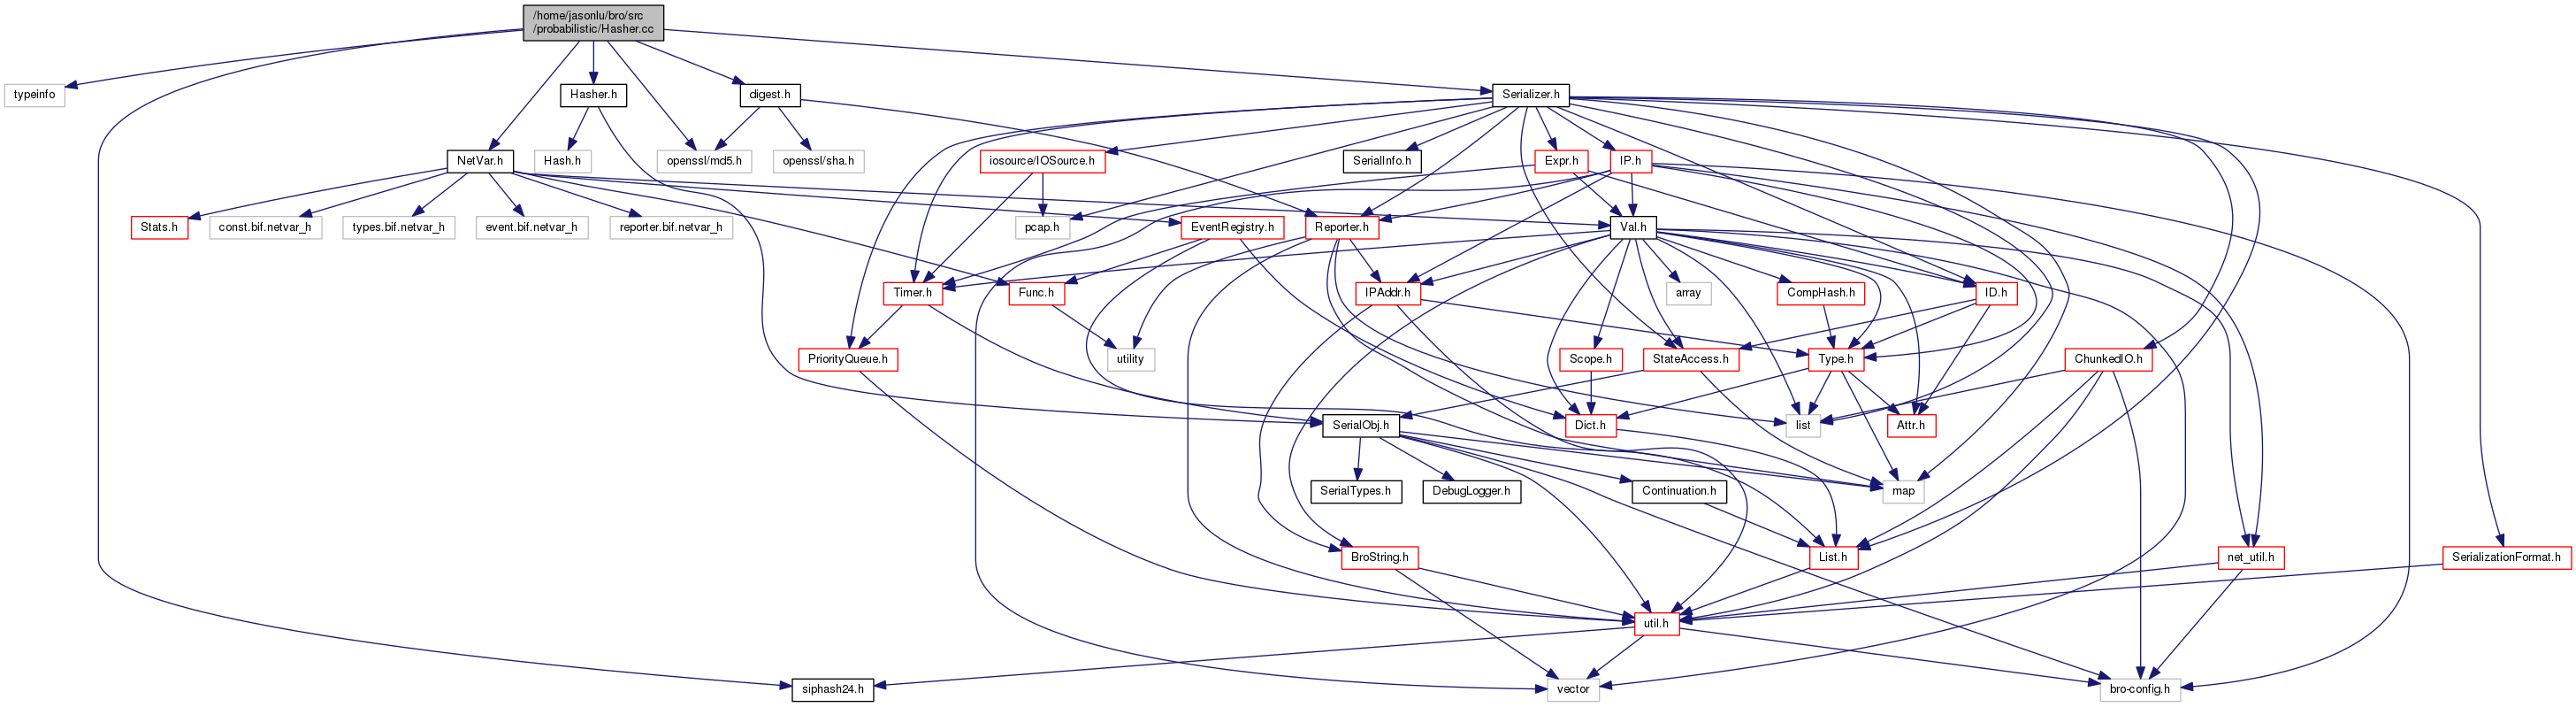 /home/jasonlu/bro/src
/probabilistic/Hasher.cc
typeinfo
Hasher.h
digest.h
Serializer.h
NetVar.h
Hash.h
openssl/md5.h
openssl/sha.h
iosource/IOSource.h
SerialInfo.h
Expr.h
IP.h
Stats.h
const.bif.netvar_h
types.bif.netvar_h
event.bif.netvar_h
reporter.bif.netvar_h
EventRegistry.h
pcap.h
Reporter.h
Val.h
Timer.h
Func.h
IPAddr.h
array
CompHash.h
ID.h
PriorityQueue.h
utility
Scope.h
StateAccess.h
Type.h
ChunkedIO.h
SerialObj.h
Dict.h
list
Attr.h
SerialTypes.h
DebugLogger.h
Continuation.h
map
BroString.h
List.h
net_util.h
SerializationFormat.h
util.h
siphash24.h
vector
bro-config.h